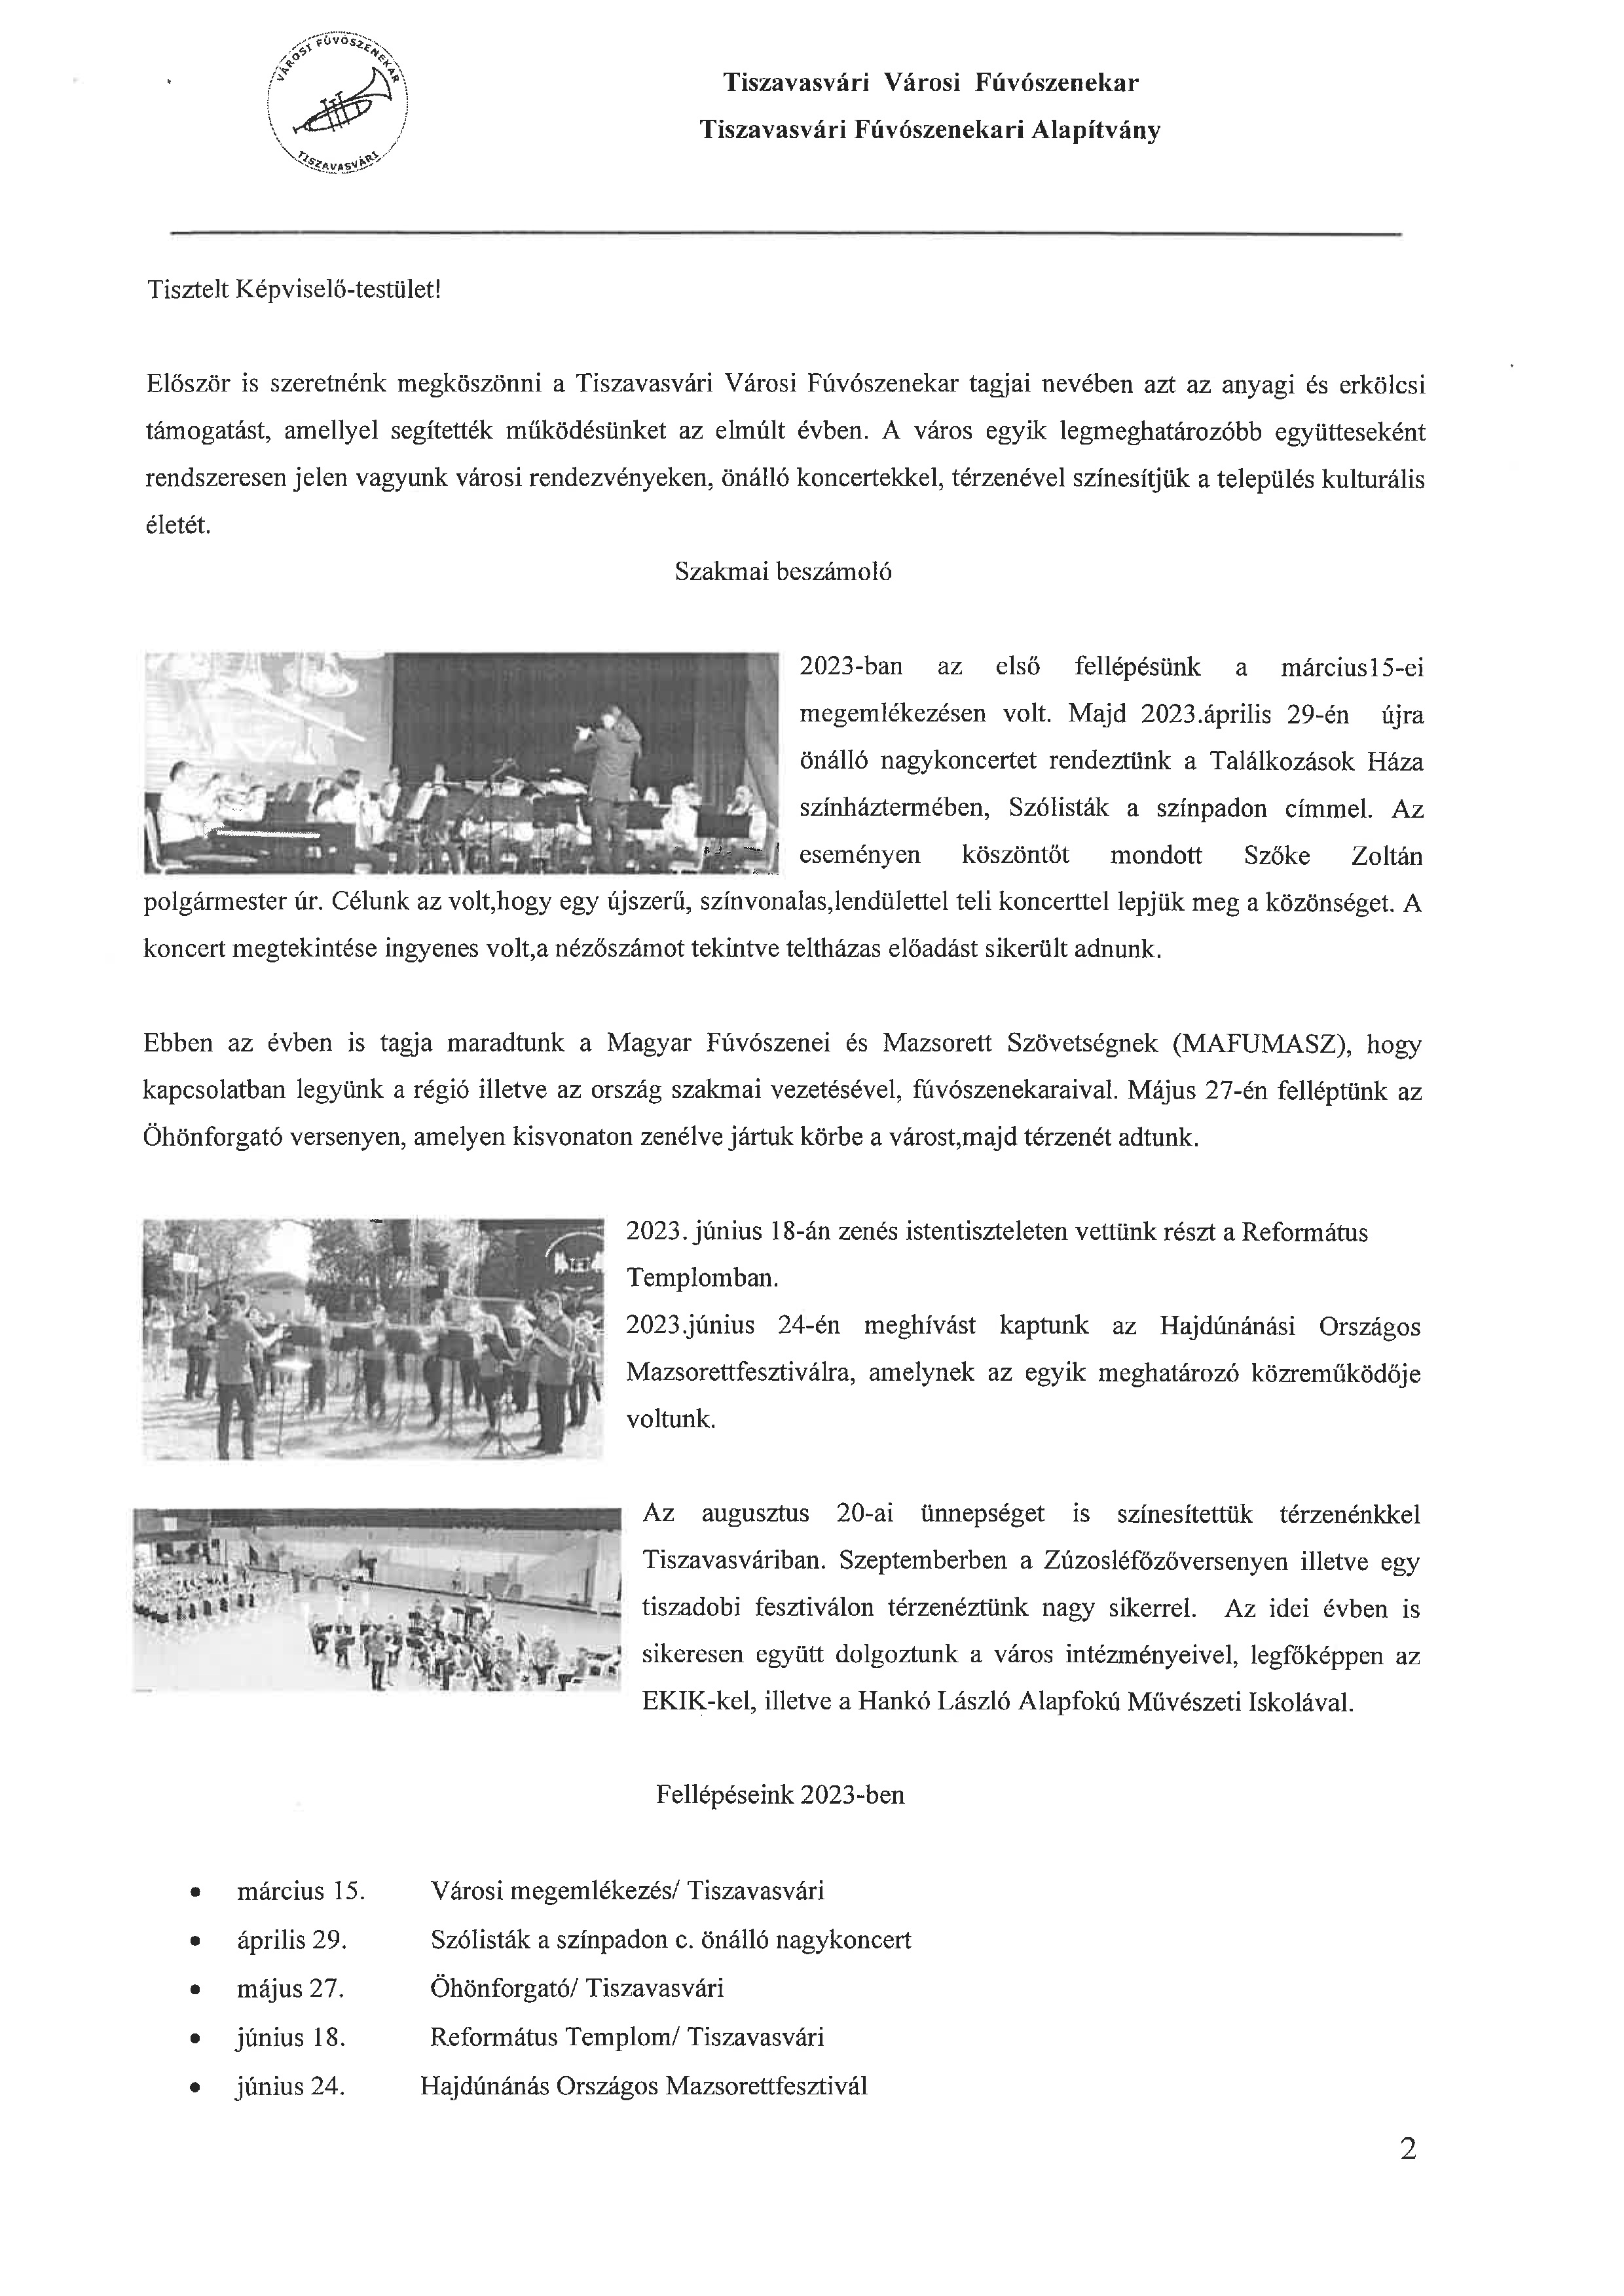 VÁROSI FÚVÓSZENEKAR
TISZAVASVÁRI
Tiszavasvári Városi Fúvószenekar
Tiszavasvári Fúvószenekari Alapítvány
Tisztelt Képviselő-testület!
Először is szeretnénk megköszönni a Tiszavasvári Városi Fúvószenekar tagjai nevében azt az anyagi és erkölcsi
támogatást, amellyel segítették működésünket az elmúlt évben. A város egyik legmeghatározóbb együtteseként
rendszeresen jelen vagyunk városi rendezvényeken, önálló koncertekkel, térzenével színesítjük a település kulturális
életét.
Szakmai beszámoló
2023-ban az első fellépésünk a március15-ei
megemlékezésen volt. Majd 2023.április 29-én újra
önálló nagykoncertet rendeztünk a Találkozások Háza
színháztermében, Szólisták a színpadon címmel. Az
eseményen köszöntőt mondott Szőke Zoltán
polgármester úr. Célunk az volt,hogy egy újszerű, színvonalas,lendülettel teli koncerttel lepjük meg a közönséget. A
koncert megtekintése ingyenes volt,a nézőszámot tekintve teltházas előadást sikerült adnunk.
Ebben az évben is tagja maradtunk a Magyar Fúvószenei és Mazsorett Szövetségnek (MAFUMASZ), hogy
kapcsolatban legyünk a régió illetve az ország szakmai vezetésével, fúvószenekaraival. Május 27-én felléptünk az
Öhönforgató versenyen, amelyen kisvonaton zenélve jártuk körbe a várost,majd térzenét adtunk.
2023. június 18-án zenés istentiszteleten vettünk részt a Református
Templomban.
2023.június 24-én meghívást kaptunk az Hajdúnánási Országos
Mazsorettfesztiválra, amelynek az egyik meghatározó közreműködője
voltunk.
Az augusztus 20-ai ünnepséget is színesítettük térzenénkkel
Tiszavasváriban. Szeptemberben a Zúzosléfőzőversenyen illetve egy
tiszadobi fesztiválon térzenéztünk nagy sikerrel. Az idei évben is
sikeresen együtt dolgoztunk a város intézményeivel, legfőképpen az
EKIK-kel, illetve a Hankó László Alapfokú Művészeti Iskolával.
Fellépéseink 2023-ben
• március 15. Városi megemlékezés/ Tiszavasvári
• április 29. Szólisták a színpadon c. önálló nagykoncert
• május 27. Öhönforgató/ Tiszavasvári
• június 18. Református Templom/ Tiszavasvári
• június 24. Hajdúnánás Országos Mazsorettfesztivál
2